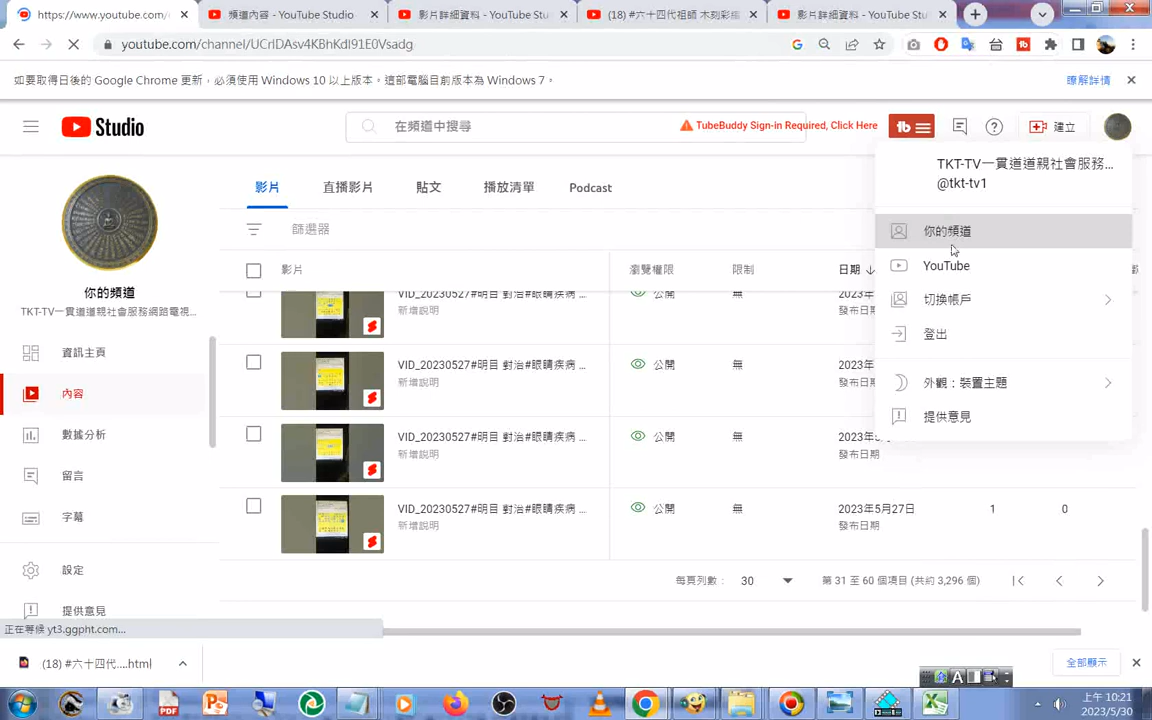 https://www.youtube.com/
頻道內容 - YouTube Studio
影片詳細資料 - YouTube Stu
(18) #六十四代祖師 木刻彩
影片詳細資料 - YouTube Stu
youtube.com/channel/UCrIDAsv4KBhKdI91E0Vsadg
如要取得日後的 Google Chrome 更新，必須使用 Windows 10 以上版本。這部電腦目前版本為 Windows 7。
瞭解詳情
Studio
在頻道中搜尋
TubeBuddy Sign-in Required, Click Here
tb
建立
TKT-TV一貫道道親社會服務...
@tkt-tv1
你的頻道
YouTube
切換帳戶
登出
外觀：裝置主題
提供意見
影片
直播影片
貼文
播放清單
Podcast
篩選器
影片
瀏覽權限
限制
日期
你的頻道
TKT-TV一貫道道親社會服務網路電視...
資訊主頁
內容
數據分析
留言
字幕
設定
提供意見
VID_20230527#明目 對治#眼睛疾病 ...
新增說明
公開
無
2023
發布日期
VID_20230527#明目 對治#眼睛疾病 ...
新增說明
公開
無
2023
發布日期
VID_20230527#明目 對治#眼睛疾病 ...
新增說明
公開
無
2023年5
發布日期
VID_20230527#明目 對治#眼睛疾病 ...
新增說明
公開
無
2023年5月27日
發布日期
1
0
每頁列數：
30
第 31 至 60 個項目 (共約 3,296 個)
正在等候 yt3.ggpht.com...
(18) #六十四代....html
全部顯示
A
上午 10:21
2023/5/30